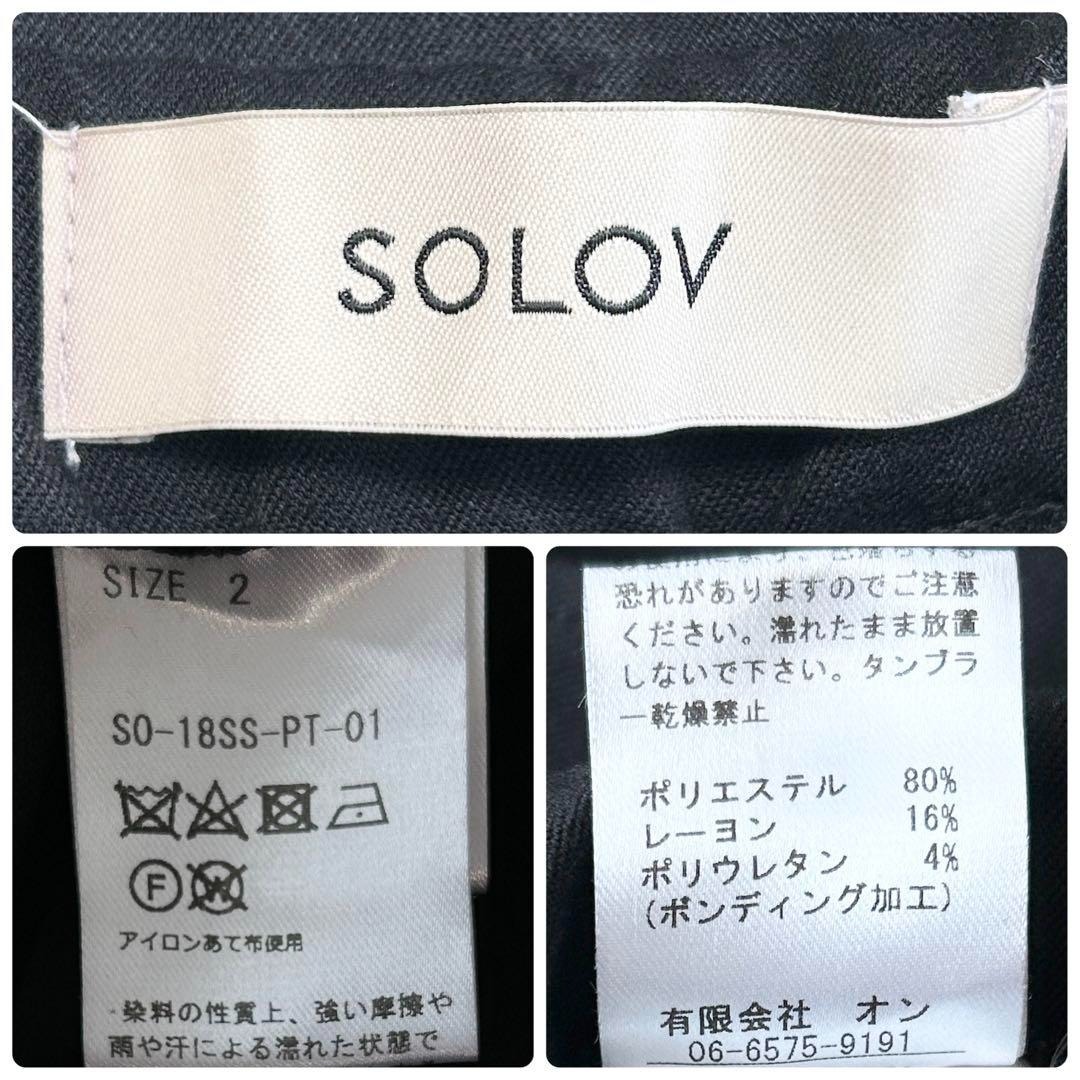 SOLOV
SIZE 2
SO-18SS-PT-01
F W
アイロンあて布使用
・染料の性質上、強い摩擦や
雨や汗による濡れた状態で
恐れがありますのでご注意
ください。濡れたまま放置
しないで下さい。タンブラ
ー乾燥禁止
ポリエステル 80%
レーヨン 16%
ポリウレタン 4%
(ボンディング加工)
有限会社 オン
06-6575-9191